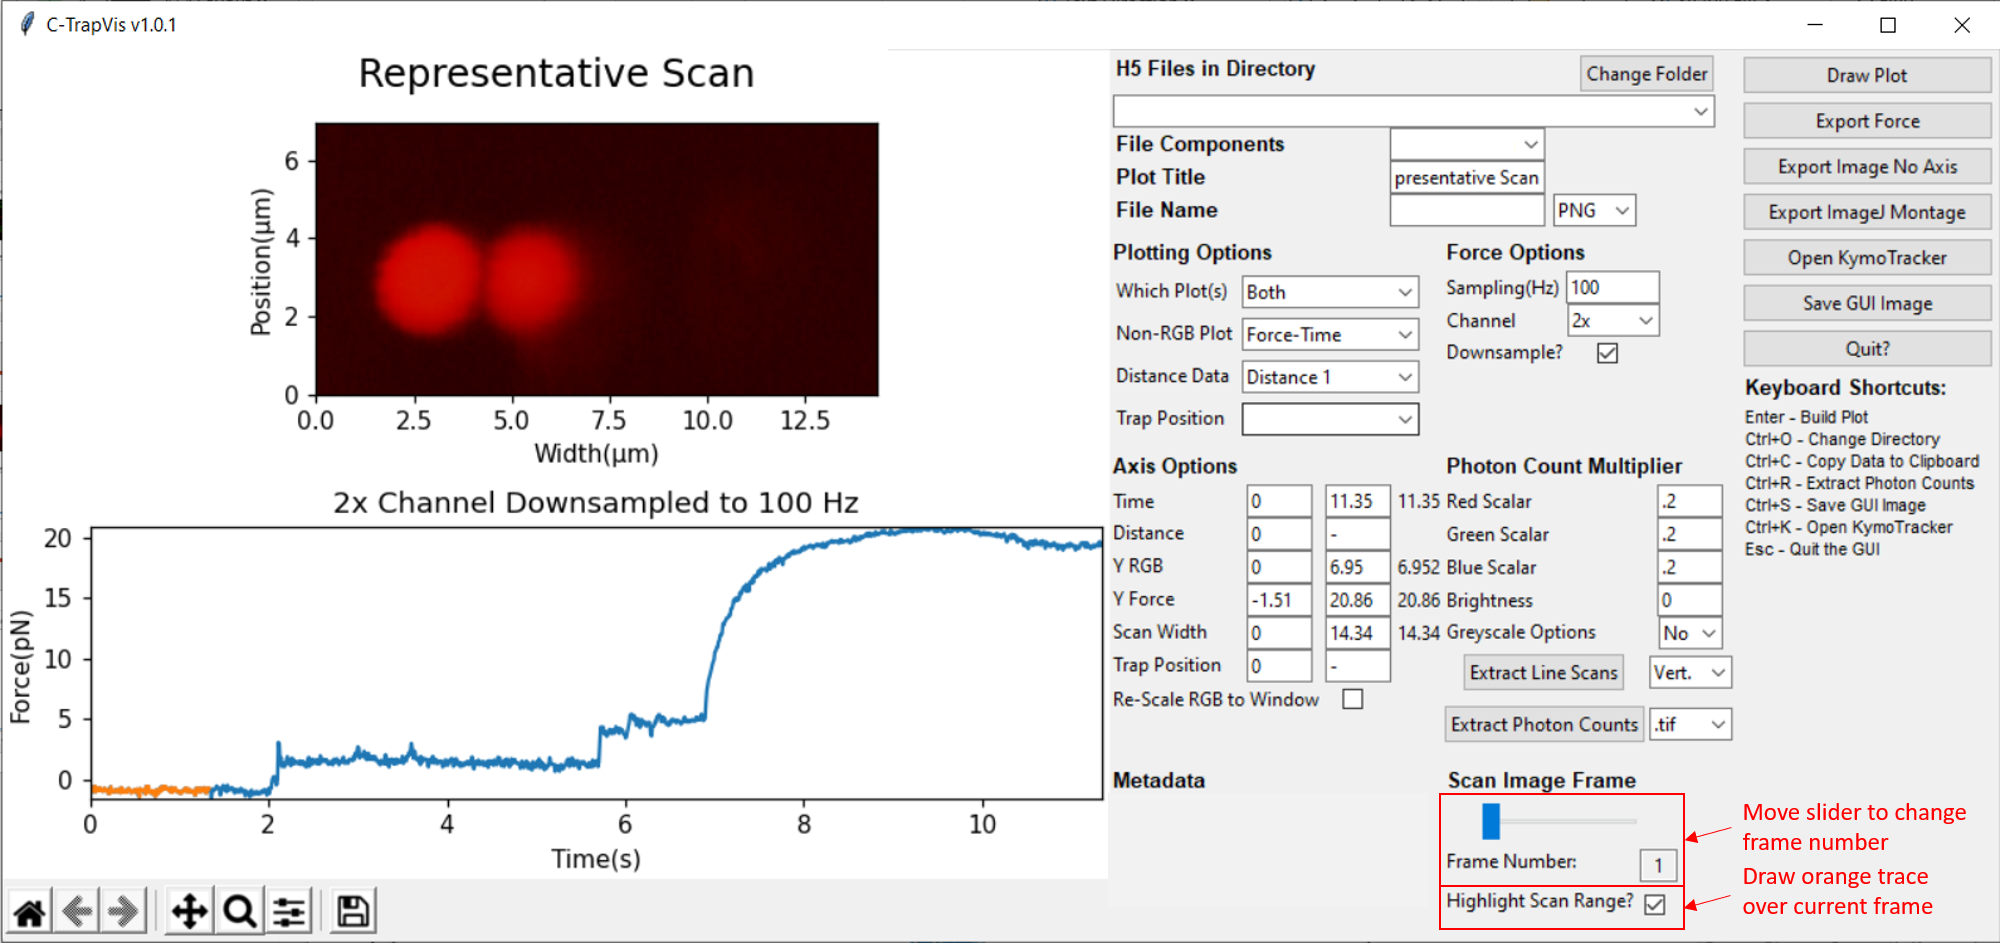 C-TrapVis v1.0.1
Representative Scan
Position(µm)
6
4
2
0
0.0 2.5 5.0 7.5 10.0 12.5
Width(µm)
2x Channel Downsampled to 100 Hz
Force(pN)
20
15
10
5
0
0 2 4 6 8 10
Time(s)
H5 Files in Directory
Change Folder
File Components
Plot Title presentative Scan
File Name PNG
Plotting Options
Which Plot(s) Both
Non-RGB Plot Force-Time
Distance Data Distance 1
Trap Position
Force Options
Sampling(Hz) 100
Channel 2x
Downsample?
Axis Options
Time 0 11.35 11.35
Distance 0 -
Y RGB 0 6.95 6.952
Y Force -1.51 20.86 20.86
Scan Width 0 14.34 14.34
Trap Position 0 -
Re-Scale RGB to Window
Photon Count Multiplier
Red Scalar .2
Green Scalar .2
Blue Scalar .2
Brightness 0
Greyscale Options No
Extract Line Scans Vert.
Extract Photon Counts .tif
Metadata
Scan Image Frame
Frame Number: 1
Highlight Scan Range?
Draw Plot
Export Force
Export Image No Axis
Export ImageJ Montage
Open KymoTracker
Save GUI Image
Quit?
Keyboard Shortcuts:
Enter - Build Plot
Ctrl+O - Change Directory
Ctrl+C - Copy Data to Clipboard
Ctrl+R - Extract Photon Counts
Ctrl+S - Save GUI Image
Ctrl+K - Open KymoTracker
Esc - Quit the GUI
Move slider to change
frame number
Draw orange trace
over current frame